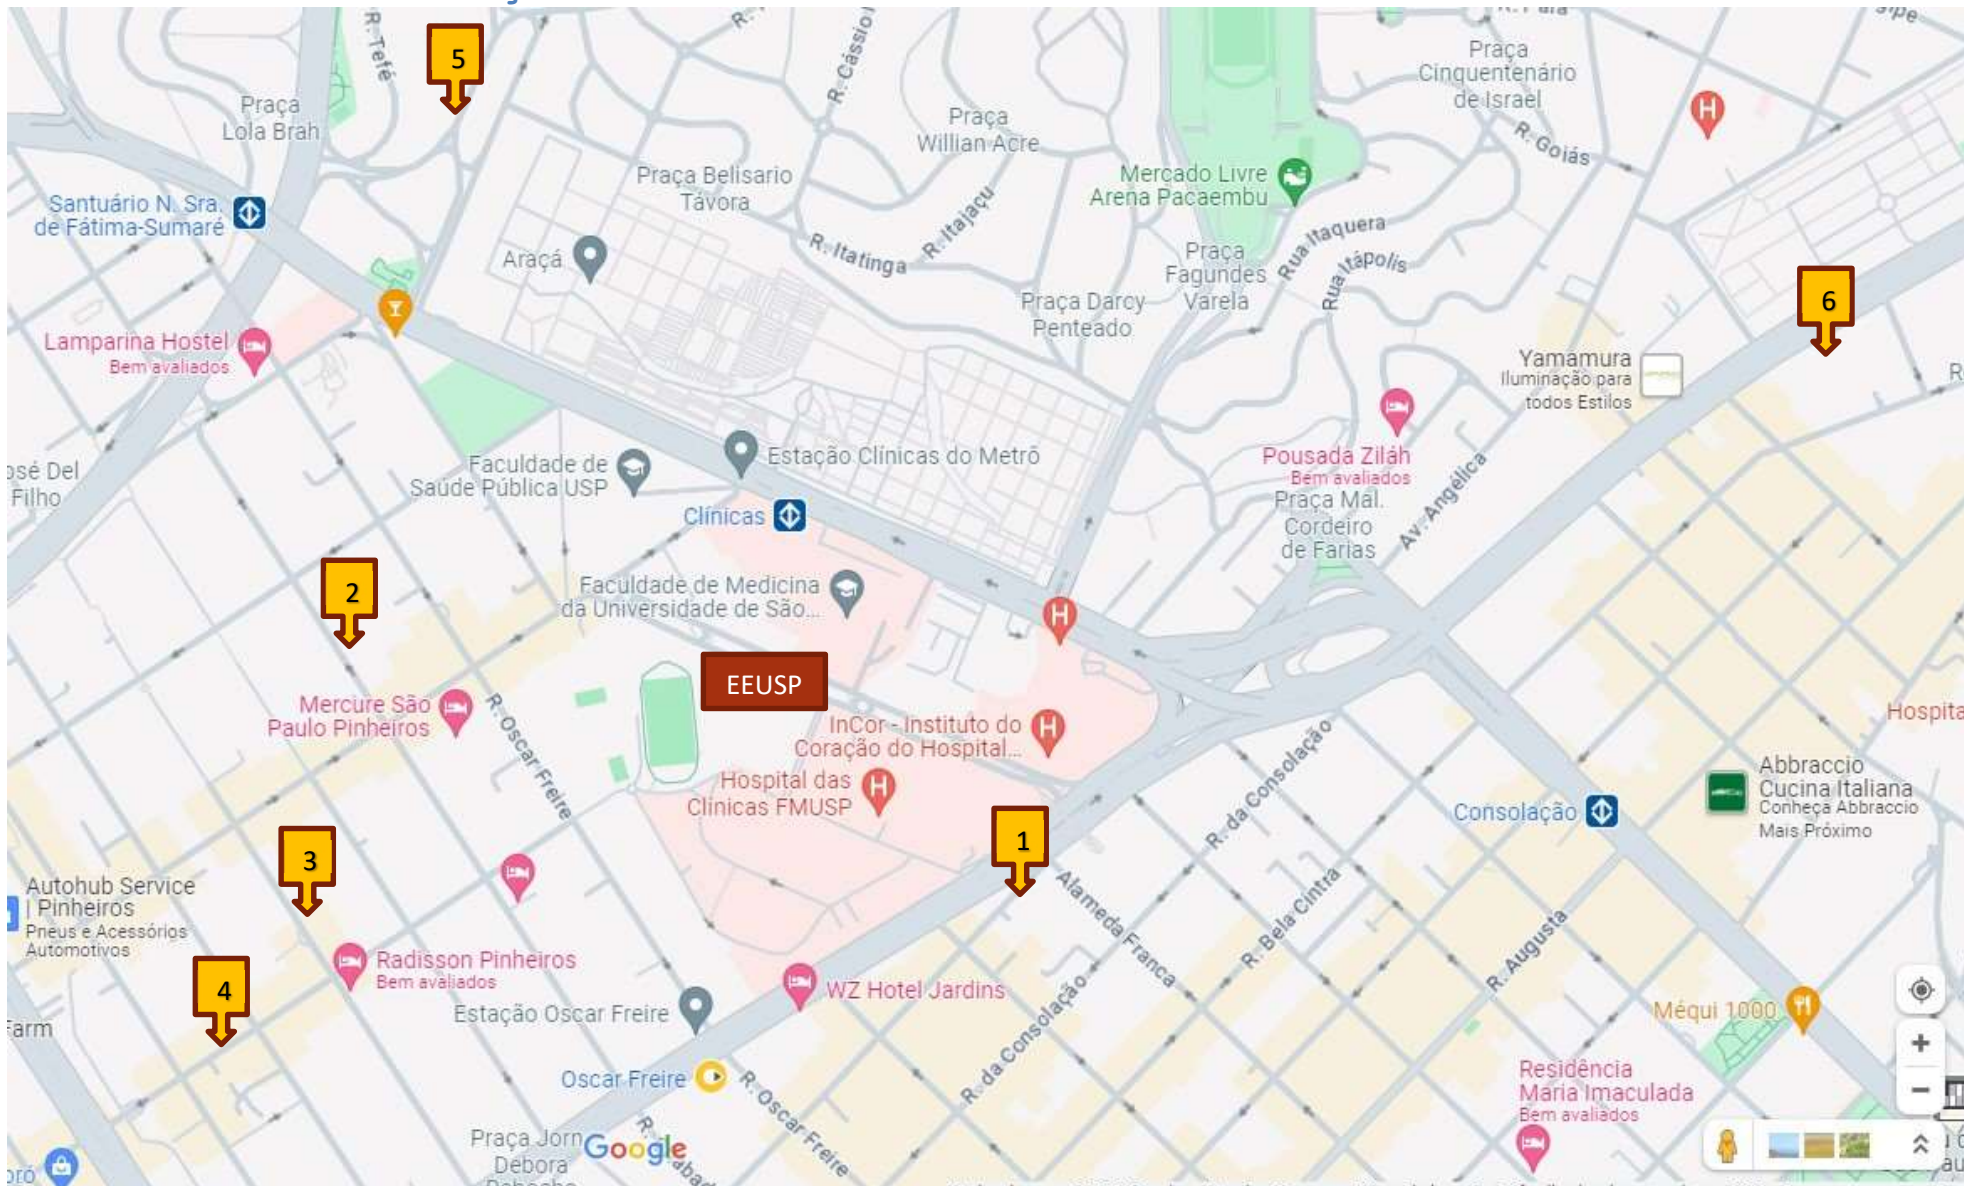 R. Tefé
5
R. Cássio
Praça
Cinquentenário
de Israel
Praça
Lola Brah
Praça
Willian Acre
R. Goiás
Praça Belisario
Távora
Mercado Livre
Arena Pacaembu
Santuário N. Sra.
de Fátima-Sumaré
R. Itatinga
R. Itajaçu
Rua Itaquera
Rua Itápolis
Araçá
Praça
Fagundes
Varela
Praça Darcy
Penteado
6
Lamparina Hostel
Bem avaliados
Yamamura
Iluminação para
todos Estilos
Pousada Ziláh
Bem avaliados
osé Del
Filho
Faculdade de
Saúde Pública USP
Estação Clínicas do Metrô
Praça Mal.
Cordeiro
de Farias
Av. Angélica
Clínicas
2
Faculdade de Medicina
da Universidade de São...
EEUSP
Mercure São
Paulo Pinheiros
R. Oscar Freire
InCor - Instituto do
Coração do Hospital...
Hospita
Hospital das
Clínicas FMUSP
R. da Consolação
Abbraccio
Cucina Italiana
Conheça Abbraccio
Mais Próximo
Consolação
1
3
Autohub Service
| Pinheiros
Pneus e Acessórios
Automotivos
Alameda Franca
R. Bela Cintra
R. Augusta
Radisson Pinheiros
Bem avaliados
4
WZ Hotel Jardins
Estação Oscar Freire
Farm
Méqui 1000
R. da Consolação
Oscar Freire
R. Oscar Freire
Residência
Maria Imaculada
Bem avaliados
Praça Jorn
Débora
Google